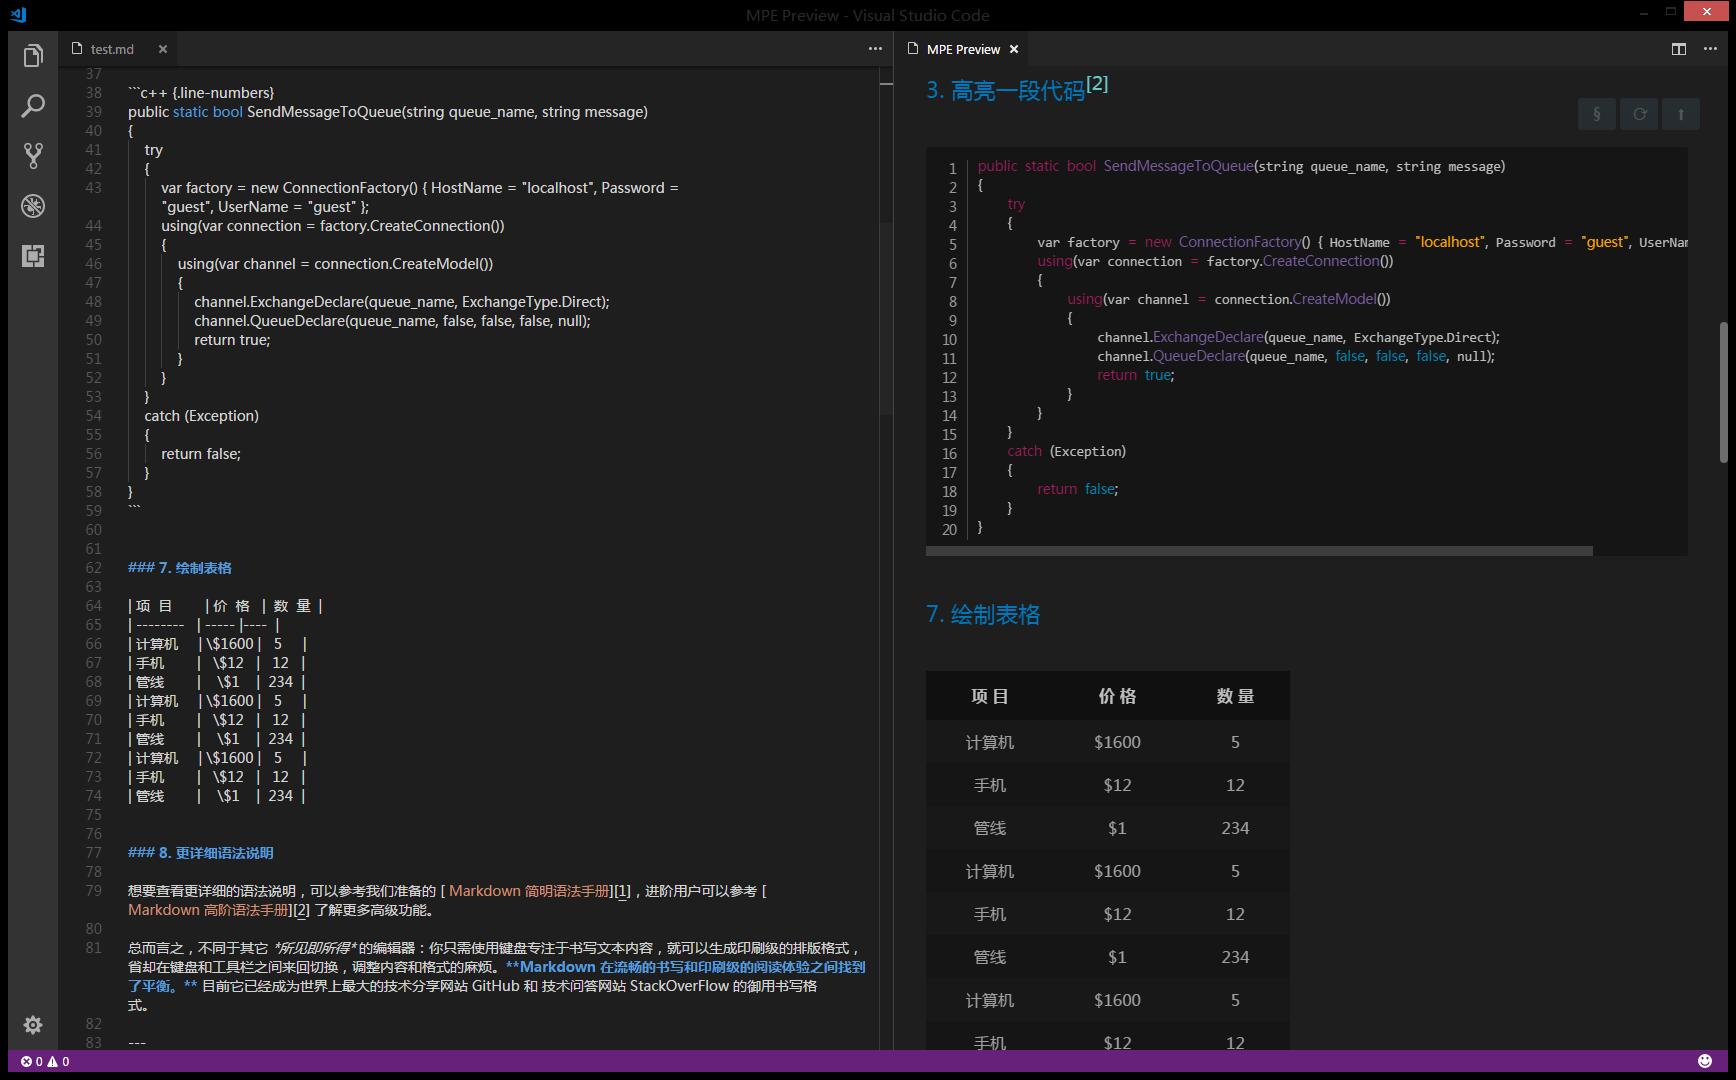 MPE Preview - Visual Studio Code
test.md
37
38 ```c++ {.line-numbers}
39 public static bool SendMessageToQueue(string queue_name, string message)
40 {
41 try
42 {
43 var factory = new ConnectionFactory() { HostName = "localhost", Password =
"guest", UserName = "guest" };
44 using(var connection = factory.CreateConnection())
45 {
46 using(var channel = connection.CreateModel())
47 {
48 channel.ExchangeDeclare(queue_name, ExchangeType.Direct);
49 channel.QueueDeclare(queue_name, false, false, false, null);
50 return true;
51 }
52 }
53 }
54 catch (Exception)
55 {
56 return false;
57 }
58 }
59 ```
60
61
62 ### 7. 绘制表格
63
64 | 项 目 | 价 格 | 数 量 |
65 | -------- | ----- | ---- |
66 | 计算机 | \$1600 | 5 |
67 | 手机 | \$12 | 12 |
68 | 管线 | \$1 | 234 |
69 | 计算机 | \$1600 | 5 |
70 | 手机 | \$12 | 12 |
71 | 管线 | \$1 | 234 |
72 | 计算机 | \$1600 | 5 |
73 | 手机 | \$12 | 12 |
74 | 管线 | \$1 | 234 |
75
76
77 ### 8. 更详细语法说明
78
79 想要查看更详细的语法说明，可以参考我们准备的 [ Markdown 简明语法手册][1]，进阶用户可以参考 [
Markdown 高阶语法手册][2] 了解更多高级功能。
80
81 总而言之，不同于其它 *所见即所得* 的编辑器：你只需使用键盘专注于书写文本内容，就可以生成印刷级的排版格式，
省却在键盘和工具栏之间来回切换，调整内容和格式的麻烦。**Markdown 在流畅的书写和印刷级的阅读体验之间找到
了平衡。** 目前它已经成为世界上最大的技术分享网站 GitHub 和 技术问答网站 StackOverFlow 的御用书写格
式。
82
83 ---
MPE Preview
3. 高亮一段代码[2]
§
1 public static bool SendMessageToQueue(string queue_name, string message)
2 {
3 try
4 {
5 var factory = new ConnectionFactory() { HostName = "localhost", Password = "guest", UserNam
6 using(var connection = factory.CreateConnection())
7 {
8 using(var channel = connection.CreateModel())
9 {
10 channel.ExchangeDeclare(queue_name, ExchangeType.Direct);
11 channel.QueueDeclare(queue_name, false, false, false, null);
12 return true;
13 }
14 }
15 }
16 catch (Exception)
17 {
18 return false;
19 }
20 }
7. 绘制表格
项 目 价 格 数 量
计算机 $1600 5
手机 $12 12
管线 $1 234
计算机 $1600 5
手机 $12 12
管线 $1 234
计算机 $1600 5
手机 $12 12
0 0